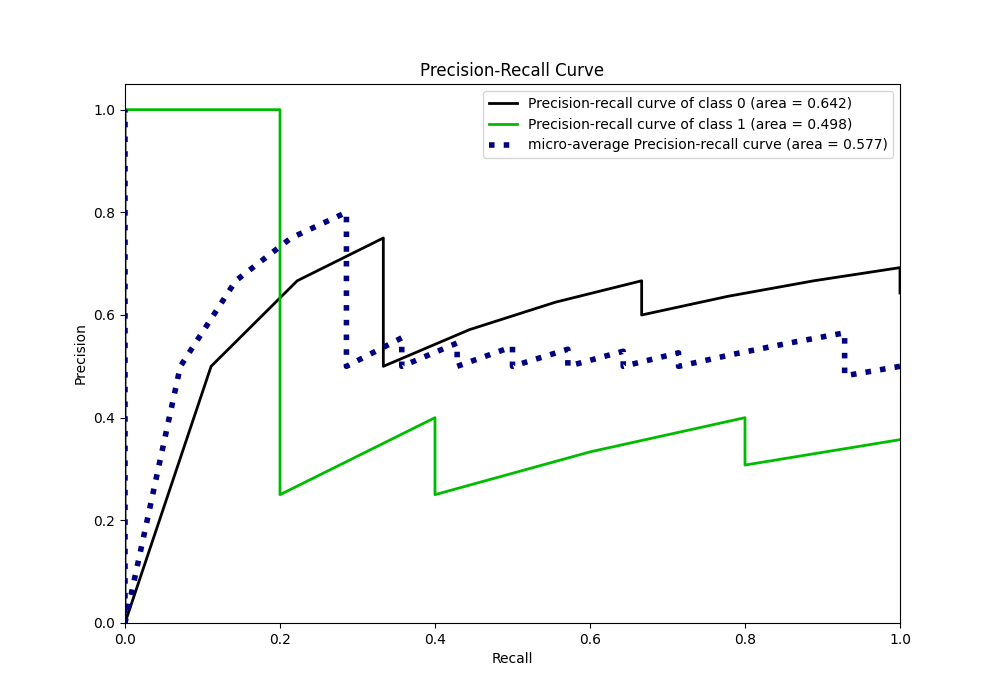 Precision-Recall Curve
Precision-recall curve of class 0 (area = 0.642)
Precision-recall curve of class 1 (area = 0.498)
micro-average Precision-recall curve (area = 0.577)
1.0
0.8
0.6
0.4
0.2
0.0
Precision
0.0 0.2 0.4 0.6 0.8 1.0
Recall